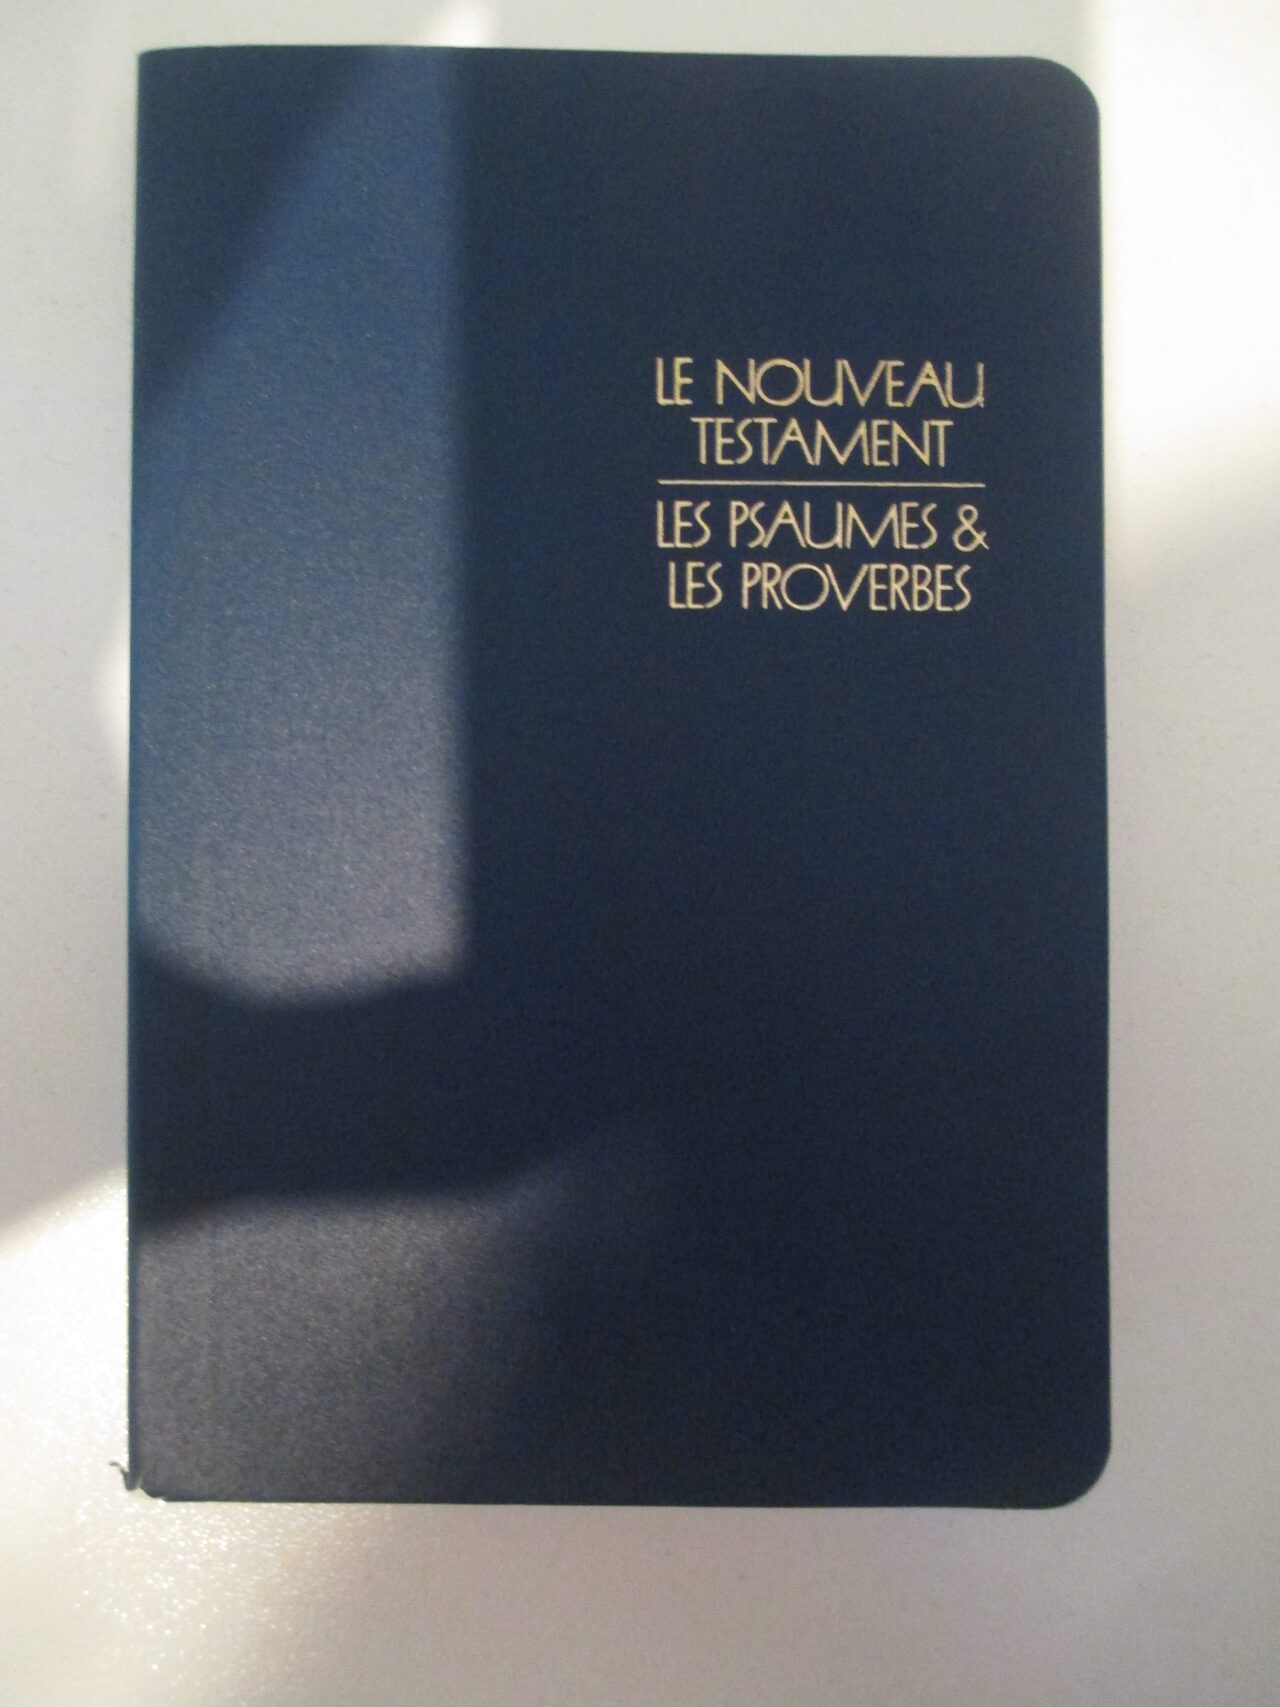 LE NOUVEAU
TESTAMENT
LES PSAUMES &
LES PROVERBES